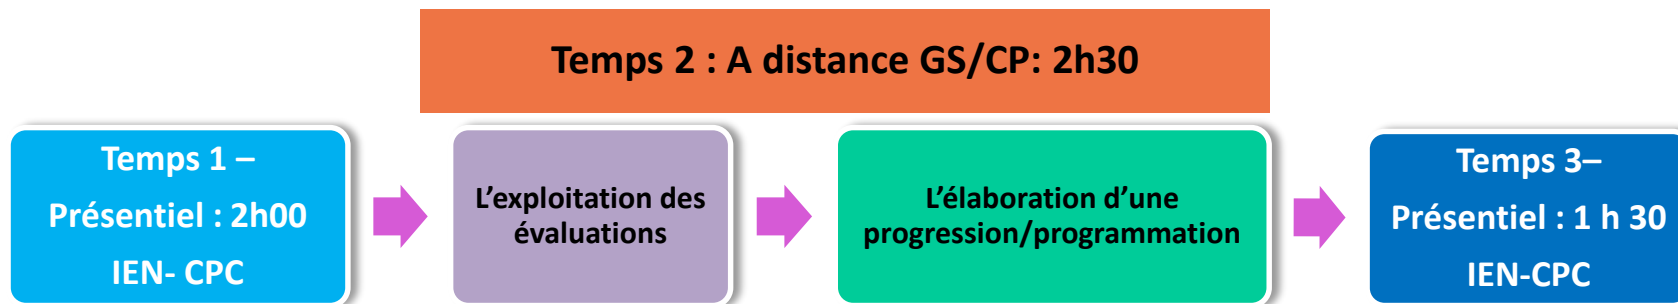 Temps 2 : A distance GS/CP: 2h30
Temps 1 –
Présentiel : 2h00
IEN- CPC
L'exploitation des
évaluations
L'élaboration d'une
progression/programmation
Temps 3–
Présentiel : 1 h 30
IEN-CPC